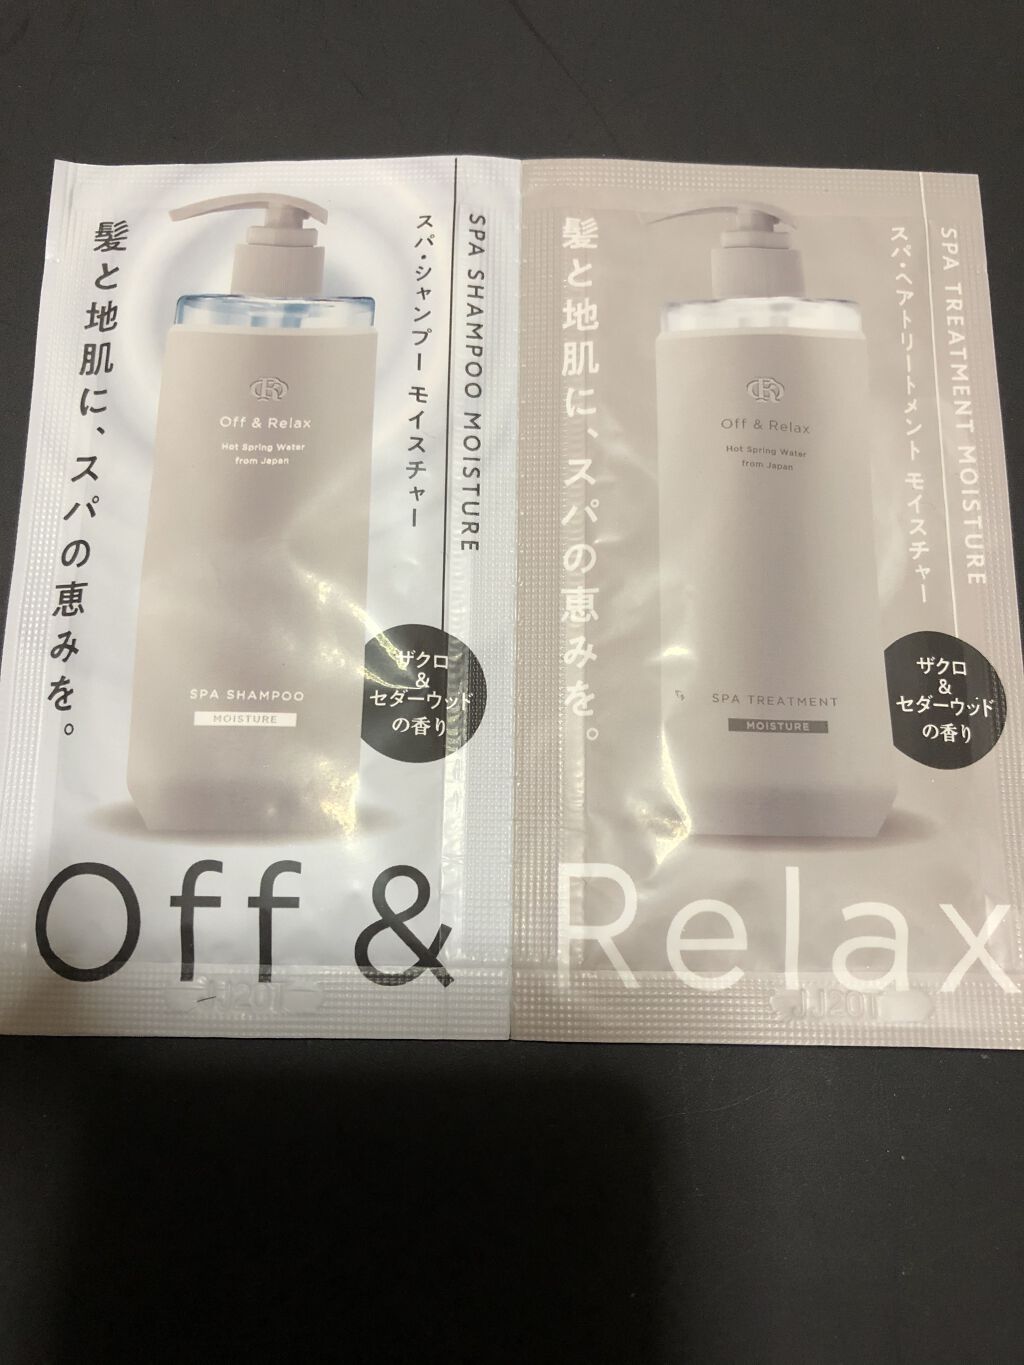 髪と地肌に、スパの恵みを。
スパ・シャンプー モイスチャー
SPA SHAMPOO MOISTURE
Off & Relax
Hot Spring Water
from Japan
SPA SHAMPOO
MOISTURE
ザクロ
&
セダーウッド
の香り
髪と地肌に、スパの恵みを。
スパ・ヘアトリートメント モイスチャー
SPA TREATMENT MOISTURE
Off & Relax
Hot Spring Water
from Japan
SPA TREATMENT
MOISTURE
ザクロ
&
セダーウッド
の香り
Off & Relax
JJ20T
JJ20T